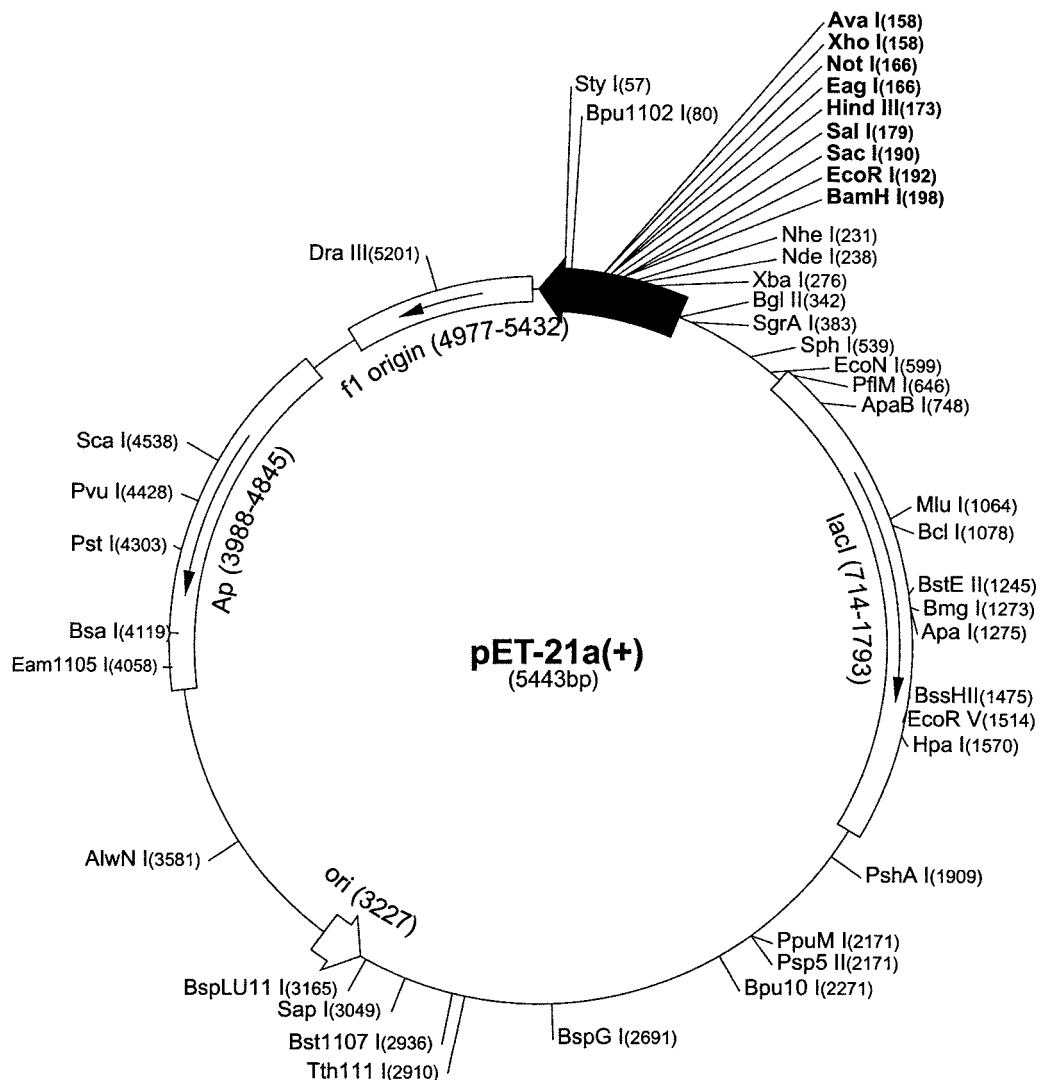 Ava I(158)
Xho I(158)
Not I(166)
Eag I(166)
Hind III(173)
Sal I(179)
Sac I(190)
EcoR I(192)
BamH I(198)
Sty I(57)
Bpu1102 I(80)
Nhe I(231)
Nde I(238)
Xba I(276)
Bgl II(342)
SgrA I(383)
Sph I(539)
EcoN I(599)
PflM I(646)
ApaB I(748)
Dra III(5201)
f1 origin (4977-5432)
Sca I(4538)
Pvu I(4428)
Pst I(4303)
Bsa I(4119)
Eam1105 I(4058)
Ap (3988-4845)
lacI (714-1793)
Mlu I(1064)
Bcl I(1078)
BstE II(1245)
Bmg I(1273)
Apa I(1275)
BssHII(1475)
EcoR V(1514)
Hpa I(1570)
pET-21a(+)
(5443bp)
AlwN I(3581)
ori (3227)
PshA I(1909)
PpuM I(2171)
Psp5 II(2171)
Bpu10 I(2271)
BspLU11 I(3165)
Sap I(3049)
Bst1107 I(2936)
Tth111 I(2910)
BspG I(2691)